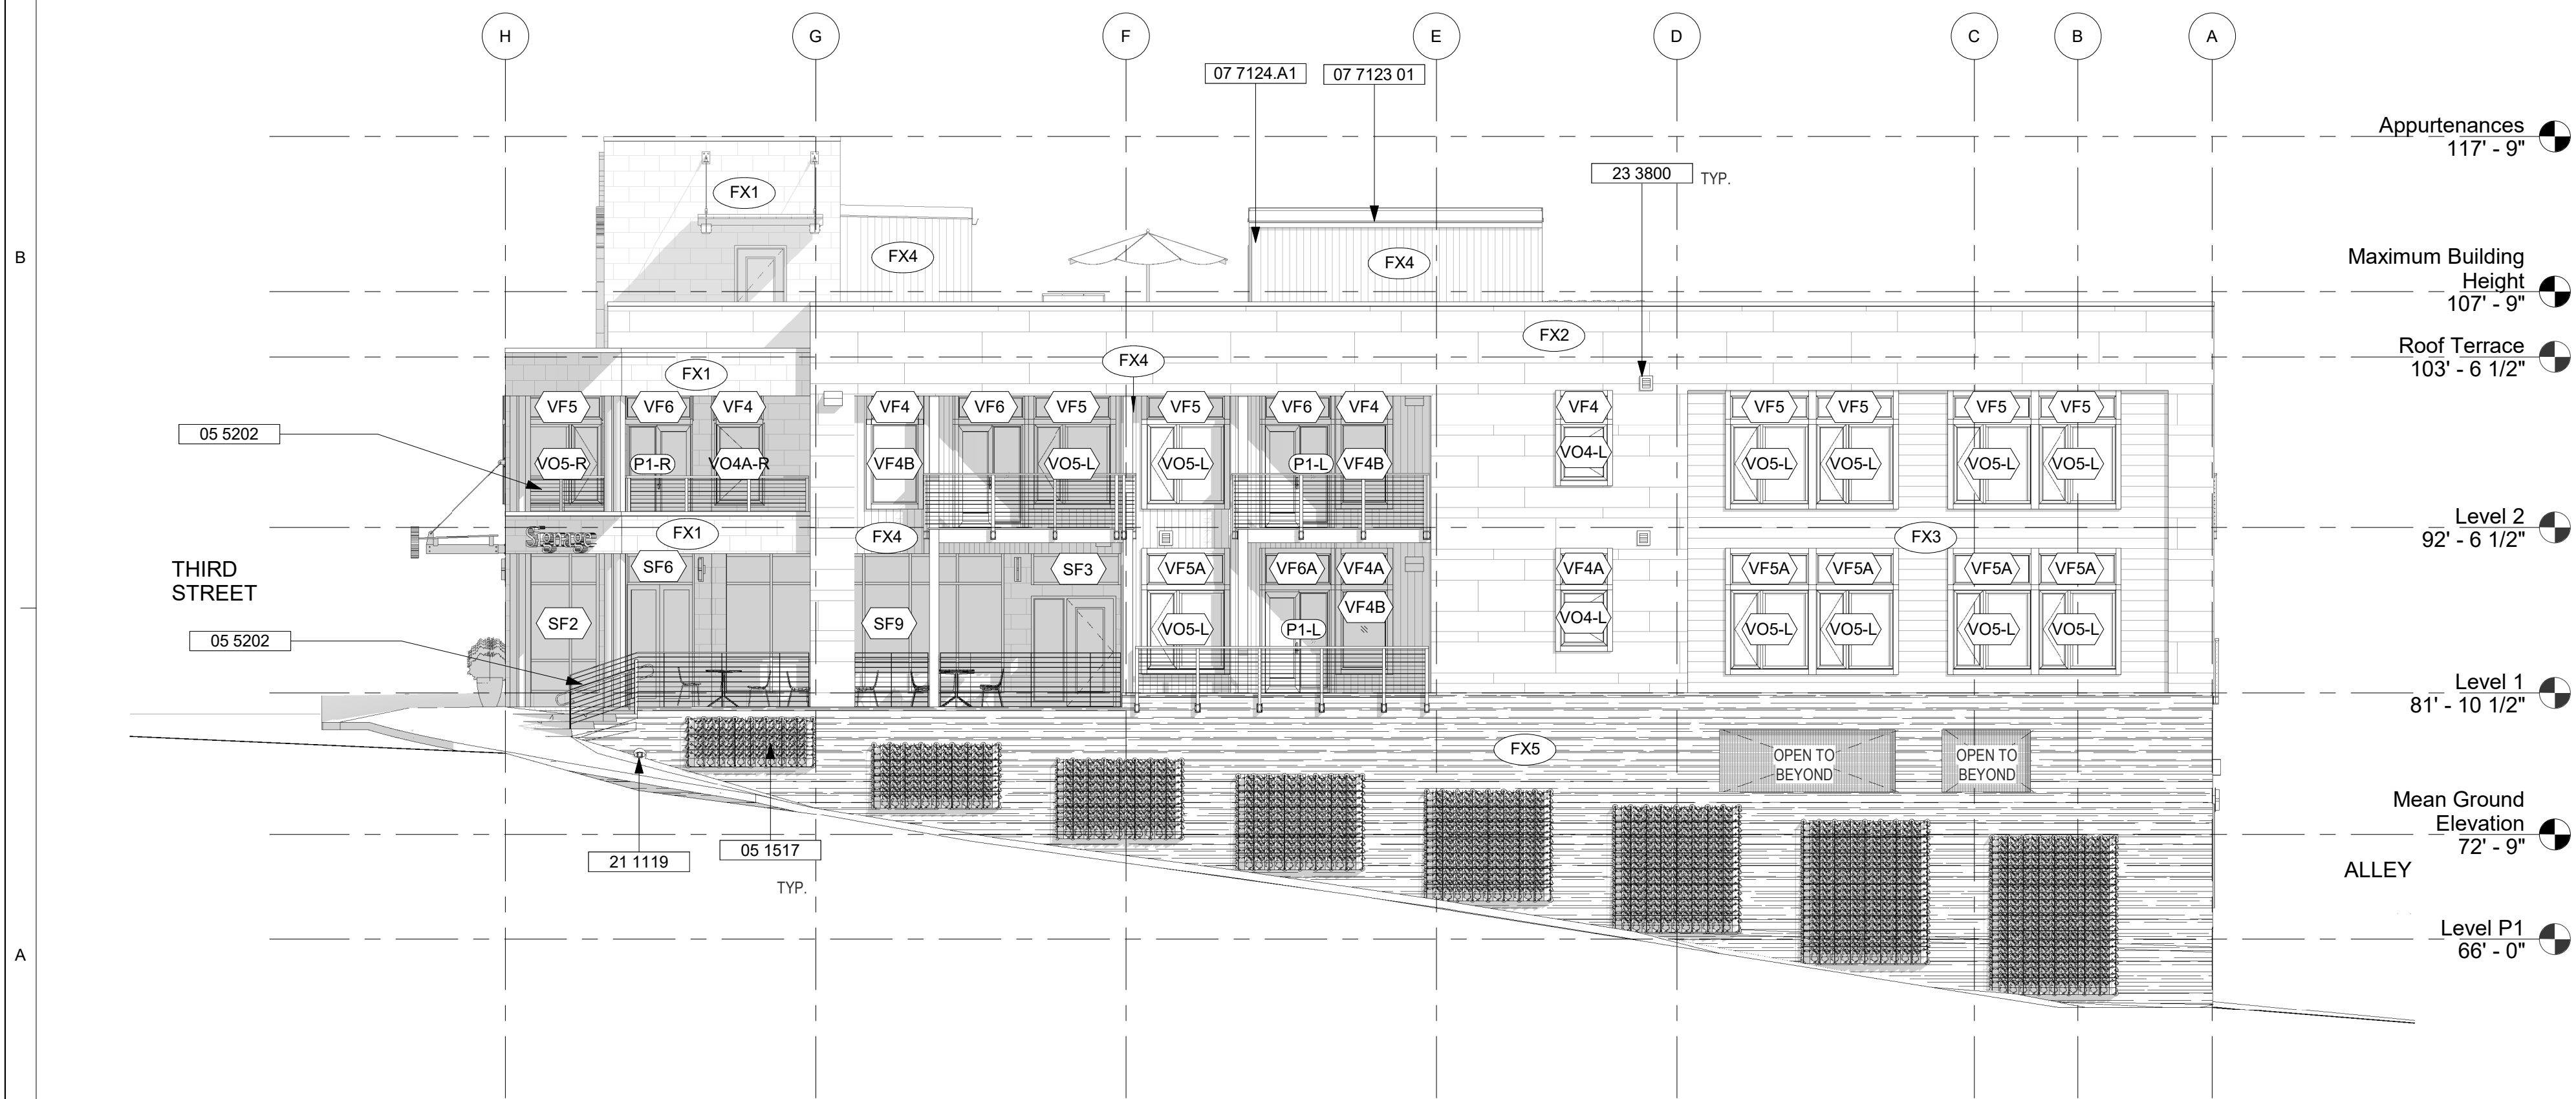 H G F E D C B A
07 7124.A1 07 7123 01
Appurtenances
117' - 9"
23 3800 TYP.
FX1
B
FX4 FX4
Maximum Building
Height
107' - 9"
FX2
Roof Terrace
103' - 6 1/2"
FX4
FX1
VF5 VF6 VF4 VF4 VF6 VF5 VF5 VF6 VF4 VF4 VF5 VF5 VF5 VF5
05 5202
VO5-R P1-R VO4A-R VF4B VO5-L VO5-L P1-L VF4B VO4-L VO5-L VO5-L VO5-L VO5-L
Level 2
92' - 6 1/2"
Signage FX1 FX4 FX3
THIRD
STREET
SF6 SF3 VF5A VF6A VF4A VF4A VF5A VF5A VF5A VF5A
SF2 SF9 VO5-L P1-L VF4B VO4-L VO5-L VO5-L VO5-L VO5-L
05 5202
Level 1
81' - 10 1/2"
FX5
OPEN TO
BEYOND
OPEN TO
BEYOND
Mean Ground
Elevation
72' - 9"
21 1119
05 1517
TYP.
ALLEY
Level P1
66' - 0"
A